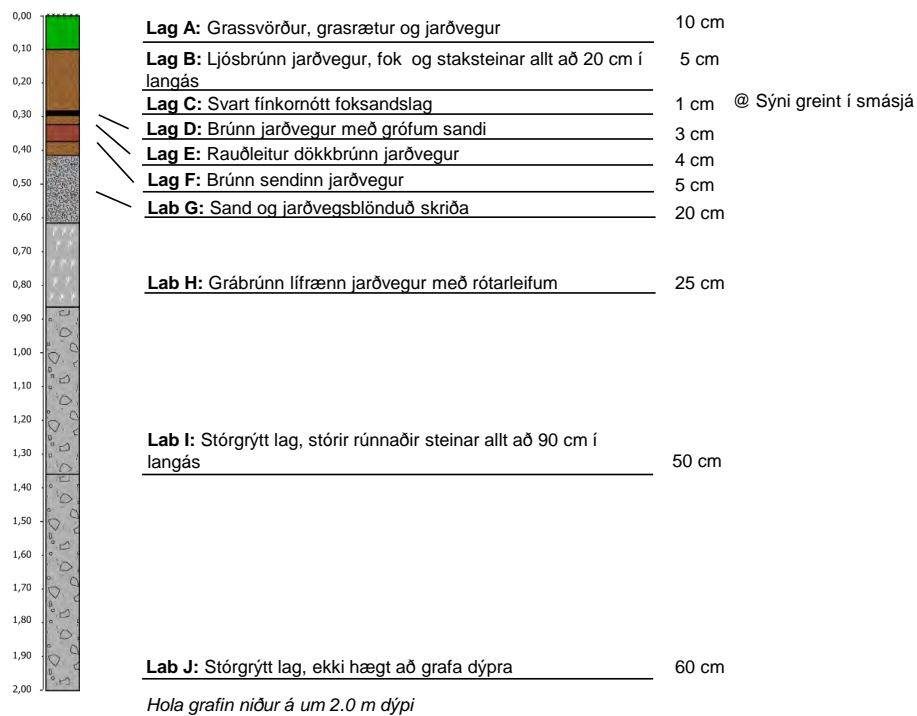 0,00
Lag A: Grassvörður, grasrætur og jarðvegur 10 cm
0,10
Lag B: Ljósbrúnn jarðvegur, fok og staksteinar allt að 20 cm í 5 cm
langás
0,20
Lag C: Svart fínkornótt foksandslag 1 cm @ Sýni greint í smásjá
0,30
Lag D: Brúnn jarðvegur með grófum sandi 3 cm
Lag E: Rauðleitur dökkbrúnn jarðvegur 4 cm
0,40
Lag F: Brúnn sendinn jarðvegur 5 cm
0,50
Lab G: Sand og jarðvegsblönduð skriða 20 cm
0,60
0,70
0,80
Lab H: Grábrúnn lífrænn jarðvegur með rótarleifum 25 cm
0,90
1,00
1,10
1,20
Lab I: Stórgrýtt lag, stórir rúnnaðir steinar allt að 90 cm í
1,30
langás 50 cm
1,40
1,50
1,60
1,70
1,80
1,90
Lab J: Stórgrýtt lag, ekki hægt að grafa dýpra 60 cm
2,00
Hola grafin niður á um 2.0 m dýpi